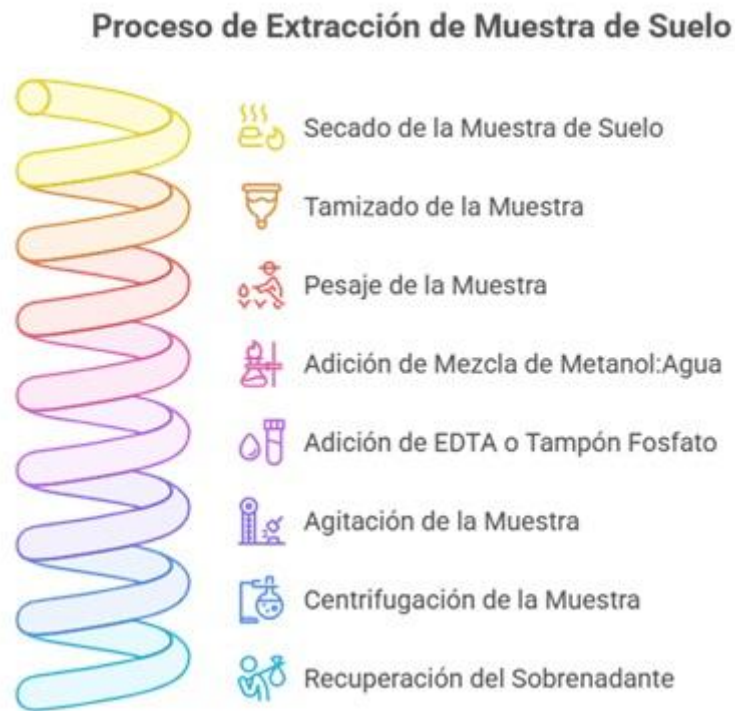 Proceso de Extracción de Muestra de Suelo
Secado de la Muestra de Suelo
Tamizado de la Muestra
Pesaje de la Muestra
Adición de Mezcla de Metanol:Agua
Adición de EDTA o Tampón Fosfato
Agitación de la Muestra
Centrifugación de la Muestra
Recuperación del Sobrenadante